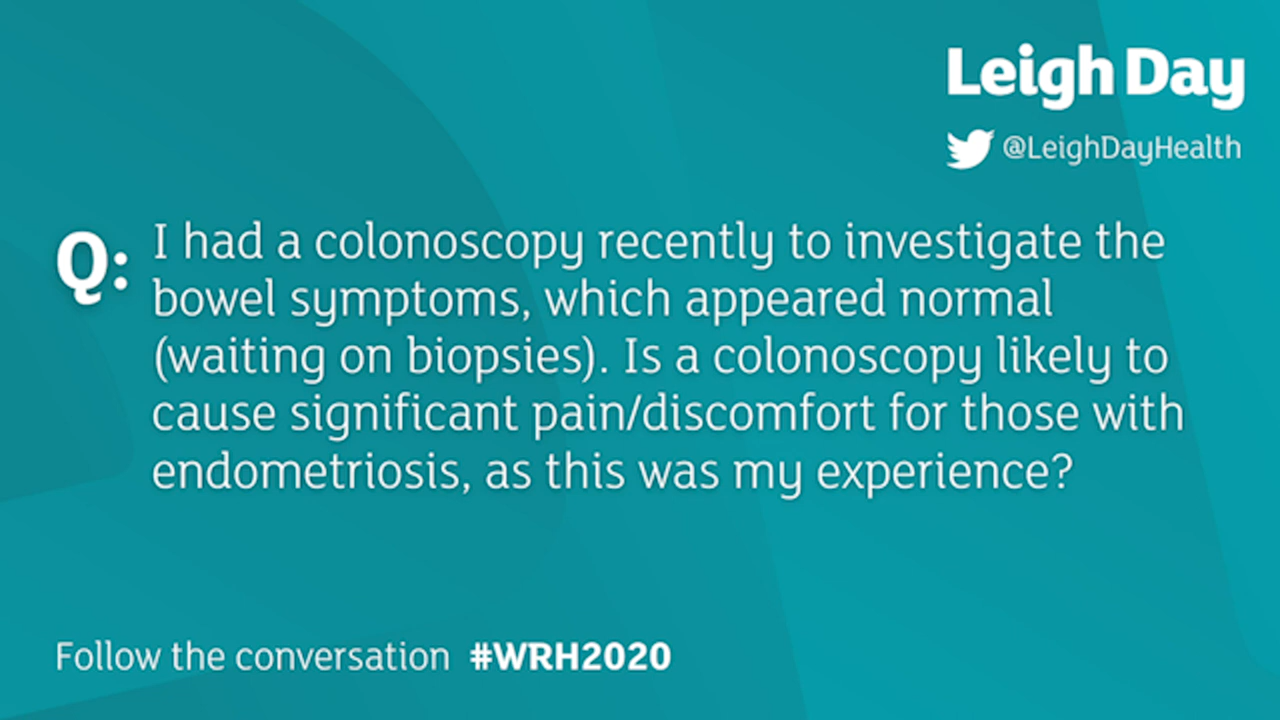 Leigh Day
@LeighDayHealth
Q: I had a colonoscopy recently to investigate the
bowel symptoms, which appeared normal
(waiting on biopsies). Is a colonoscopy likely to
cause significant pain/discomfort for those with
endometriosis, as this was my experience?
Follow the conversation #WRH2020